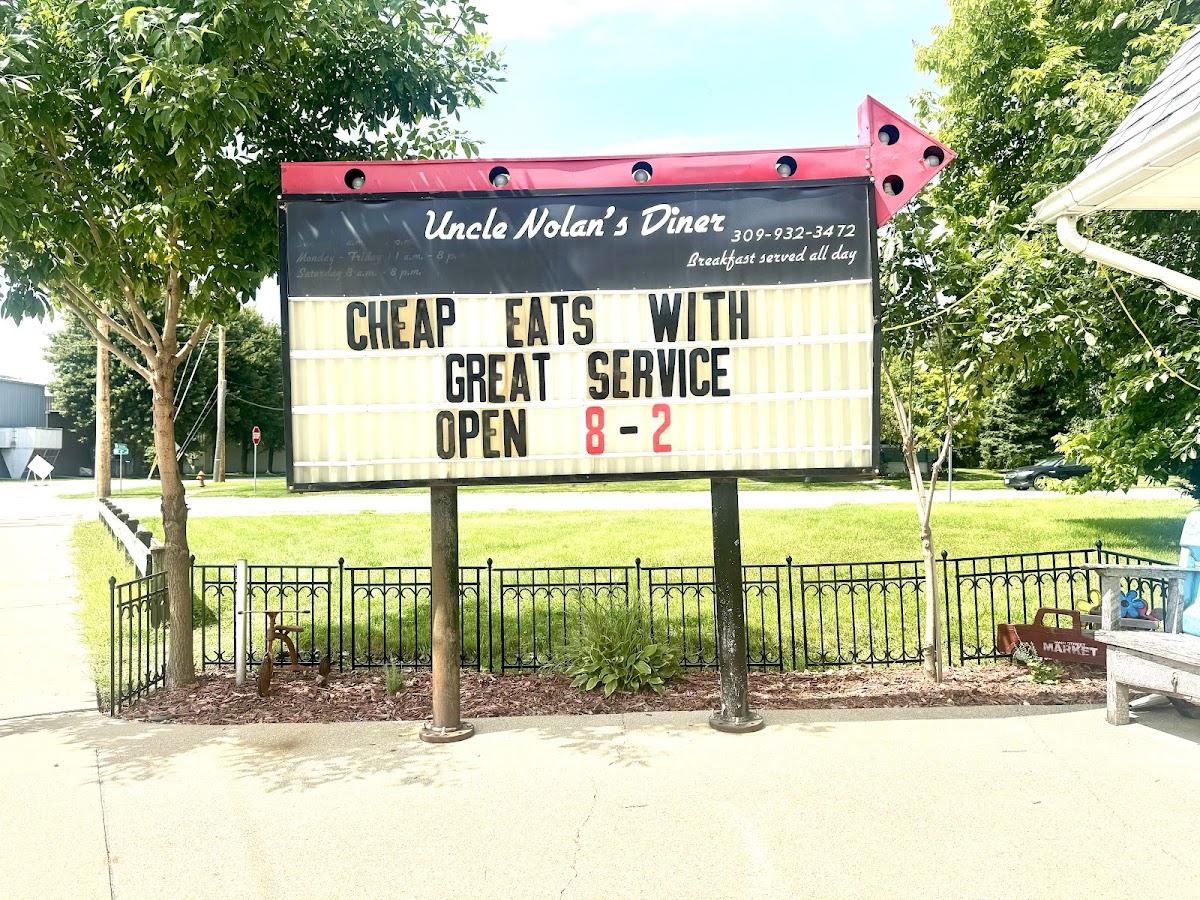 Uncle Nolan's Diner
309-932-3472
Breakfast served all day
Monday - Friday 11 a.m. - 8 p.
Saturday 8 a.m. - 8 p.m.
CHEAP EATS WITH
GREAT SERVICE
OPEN 8-2
MARKET